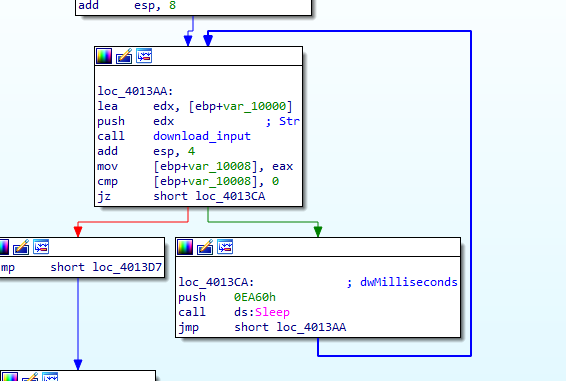 add esp, 8
loc_4013AA:
lea edx, [ebp+var_10000]
push edx ; Str
call download_input
add esp, 4
mov [ebp+var_10008], eax
cmp [ebp+var_10008], 0
jz short loc_4013CA
mp short loc_4013D7
loc_4013CA: ; dwMilliseconds
push 0EA60h
call ds:Sleep
jmp short loc_4013AA